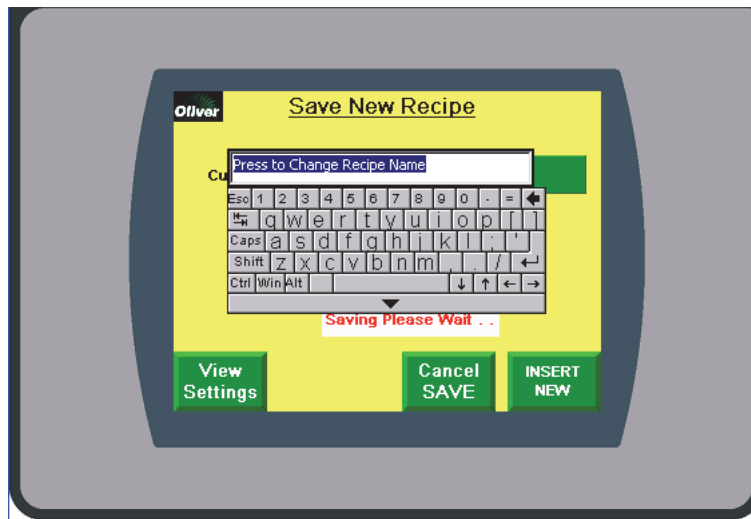 Oliver
Save New Recipe
Cu
Press to Change Recipe Name
Esc 1 2 3 4 5 6 7 8 9 0 - = 
q w e r t y u i o p [ ]
Caps a s d f g h j k l ; '
Shift z x c v b n m , . /
Ctrl Win Alt ↓ ↑ ← →
Saving Please Wait . .
View
Settings
Cancel
SAVE
INSERT
NEW